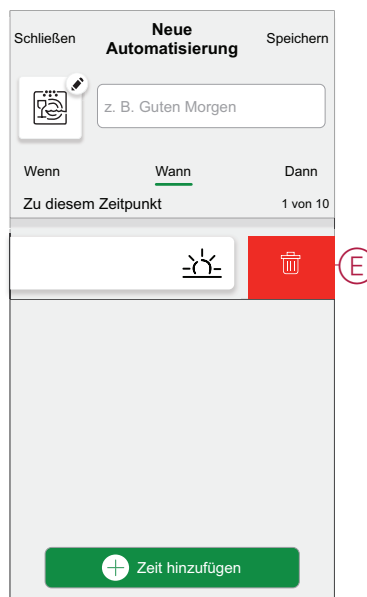 Schließen
Neue
Automatisierung
Speichern
z. B. Guten Morgen
Wenn
Wann
Dann
Zu diesem Zeitpunkt
1 von 10
E
Zeit hinzufügen